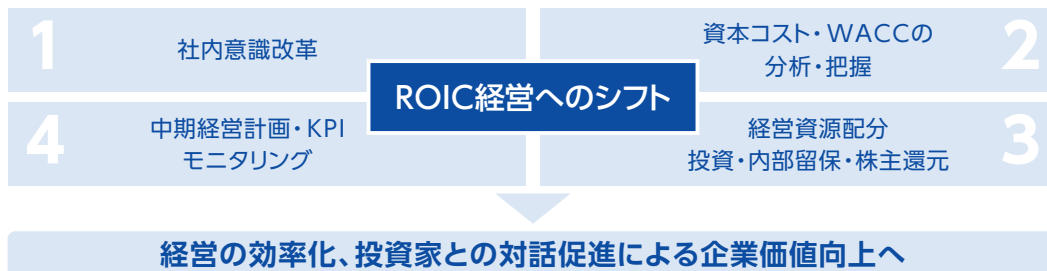 1
社内意識改革
資本コスト・WACCの
分析・把握
2
ROIC経営へのシフト
4
中期経営計画・KPI
モニタリング
経営資源配分
投資・内部留保・株主還元
3
経営の効率化、投資家との対話促進による企業価値向上へ